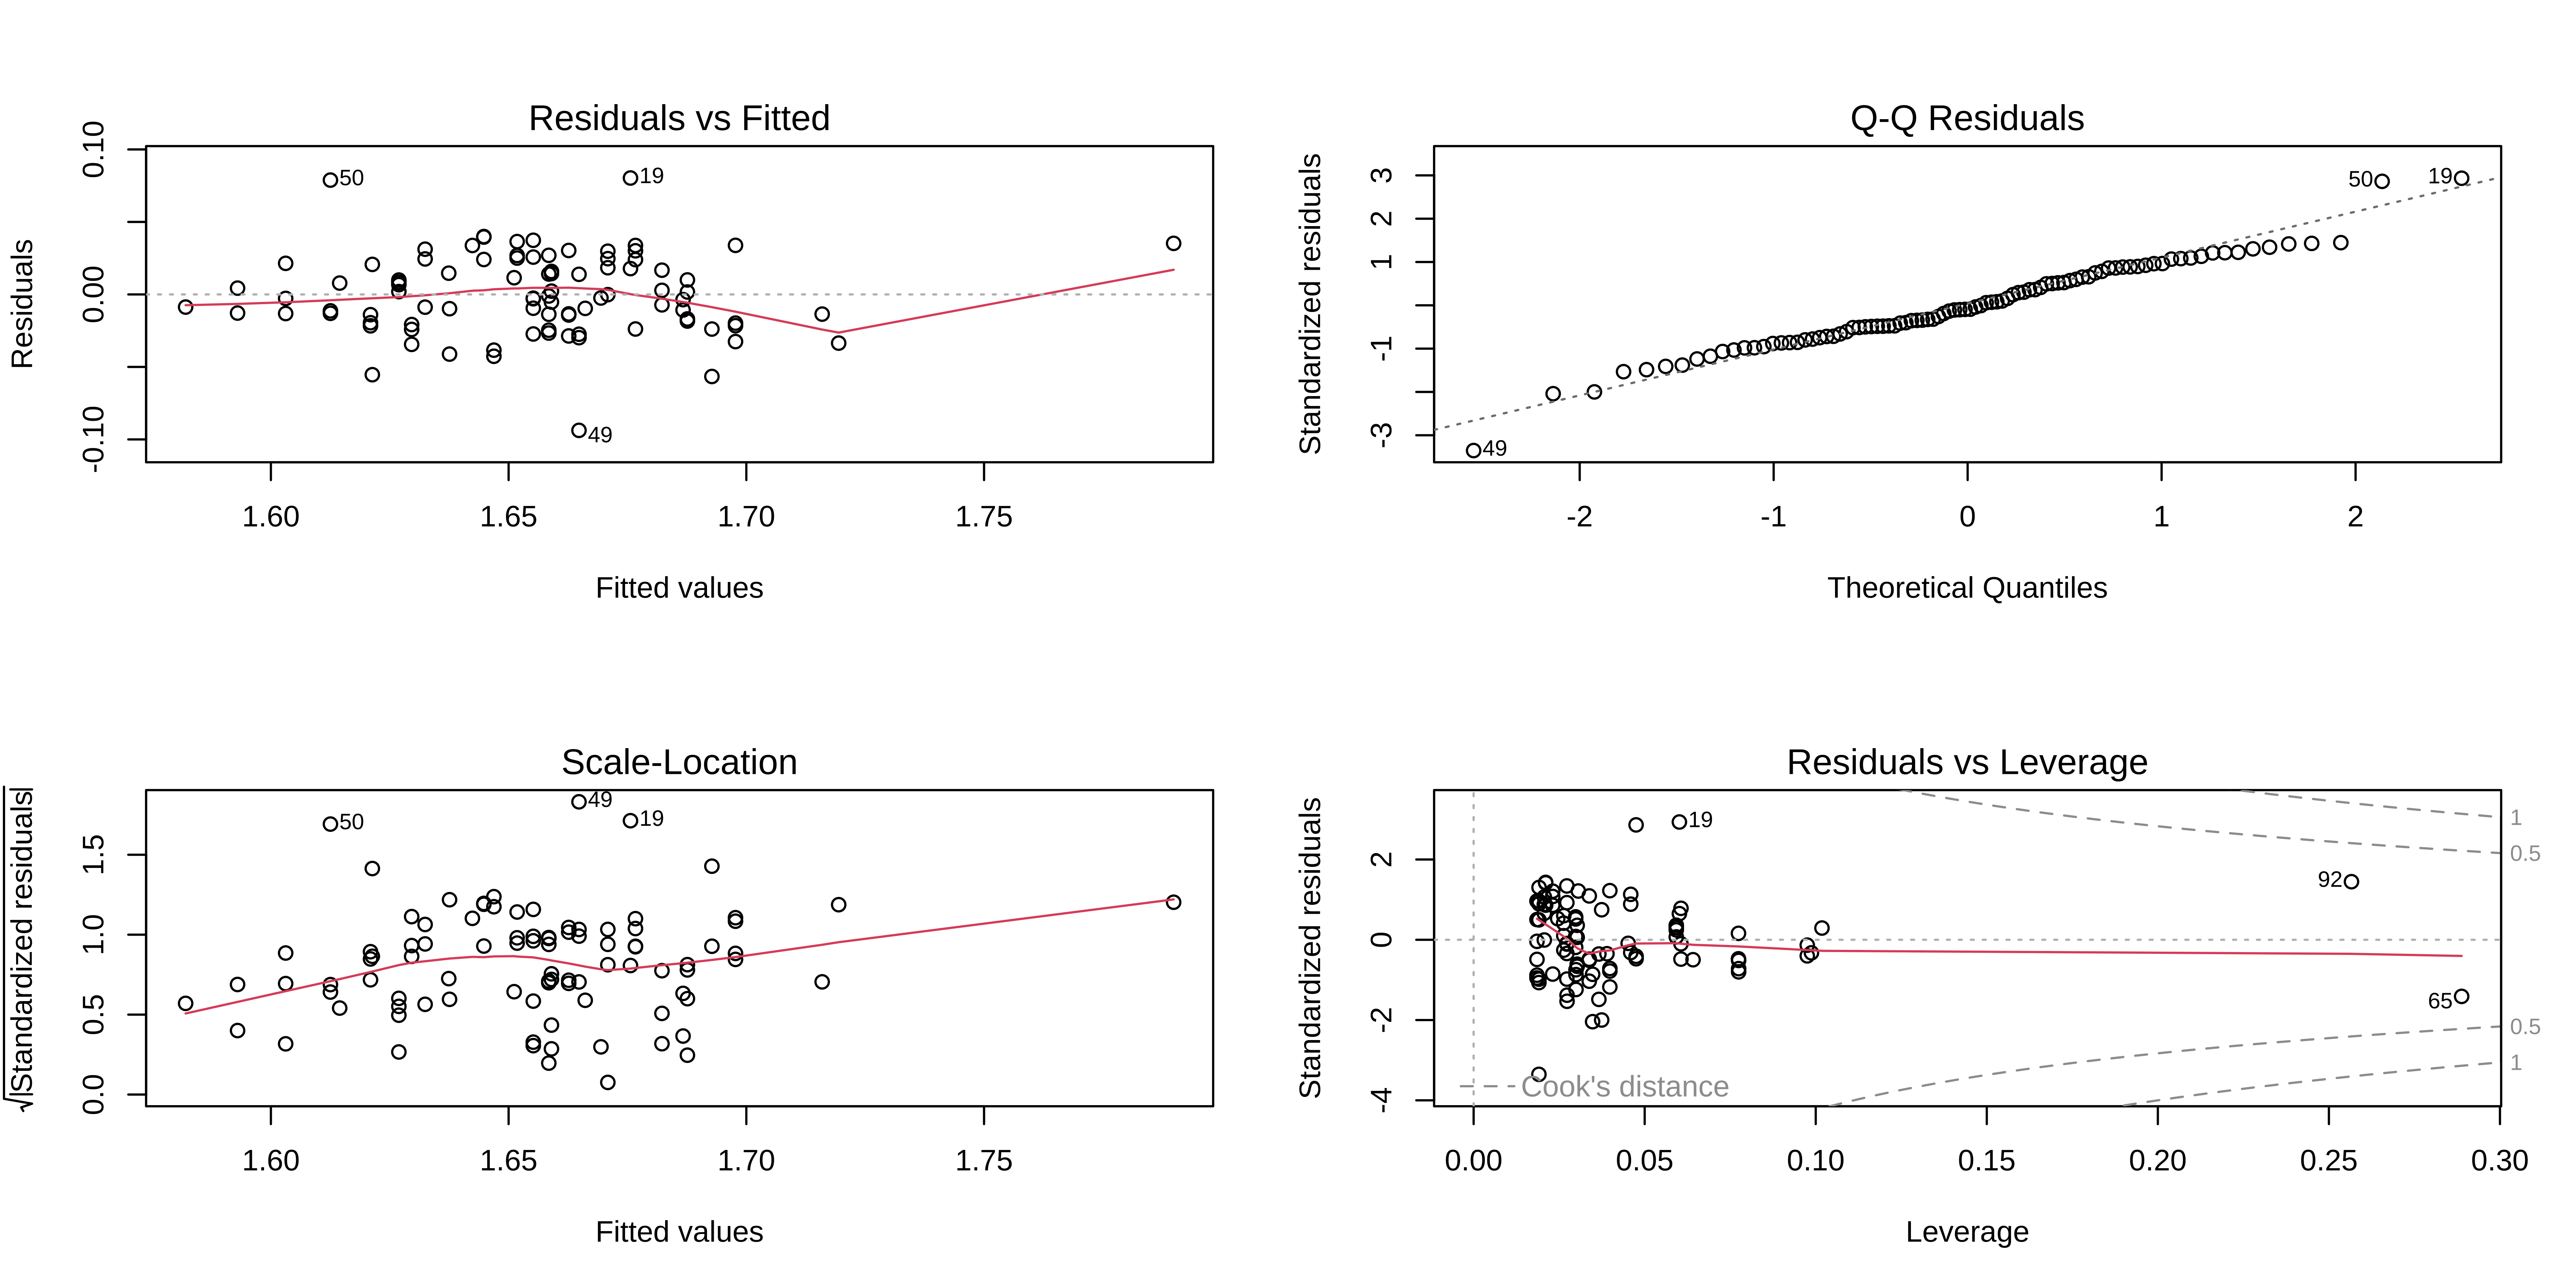 Residuals vs Fitted
Residuals
0.10
0.00
-0.10
50
19
49
1.60 1.65 1.70 1.75
Fitted values
Q-Q Residuals
Standardized residuals
3
2
1
-1
-3
50
19
49
-2 -1 0 1 2
Theoretical Quantiles
Scale-Location
√|Standardized residuals|
1.5
1.0
0.5
0.0
50
49
19
1.60 1.65 1.70 1.75
Fitted values
Residuals vs Leverage
Standardized residuals
2
0
-2
-4
19
92
65
1
0.5
0.5
1
Cook's distance
0.00 0.05 0.10 0.15 0.20 0.25 0.30
Leverage